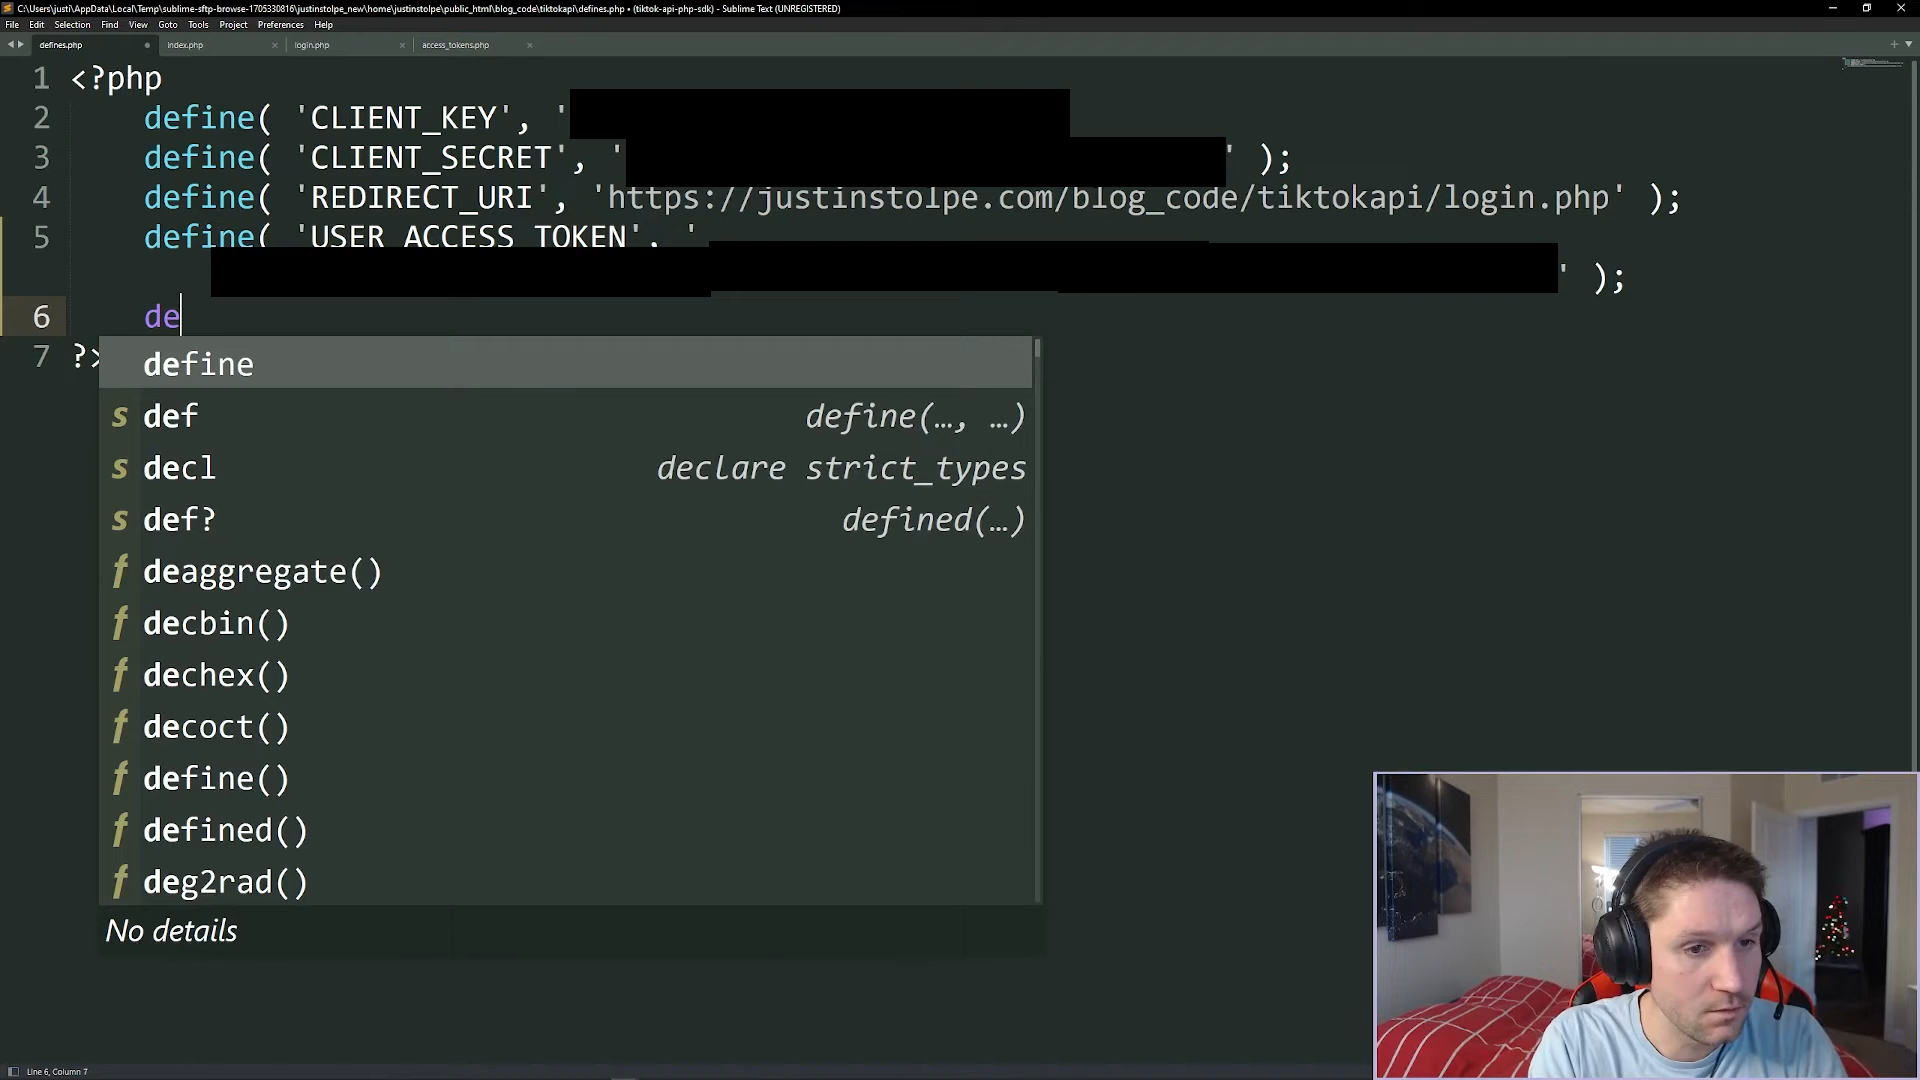 C:\Users\justi\AppData\Local\Temp\sublime-sftp-browse-1705330816\justinstolpe_new\home\justinstolpe\public_html\blog_code\tiktokapi\defines.php • (tiktok-api-php-sdk) - Sublime Text (UNREGISTERED)
File Edit Selection Find View Goto Tools Project Preferences Help
defines.php index.php login.php access_tokens.php
1 <?php
2 define( 'CLIENT_KEY', '
3 define( 'CLIENT_SECRET', ' ' );
4 define( 'REDIRECT_URI', 'https://justinstolpe.com/blog_code/tiktokapi/login.php' );
5 define( 'USER_ACCESS_TOKEN', '
' );
6 de
7 ?>
define
s def define(…, …)
s decl declare strict_types
s def? defined(…)
f deaggregate()
f decbin()
f dechex()
f decoct()
f define()
f defined()
f deg2rad()
No details
Line 6, Column 7